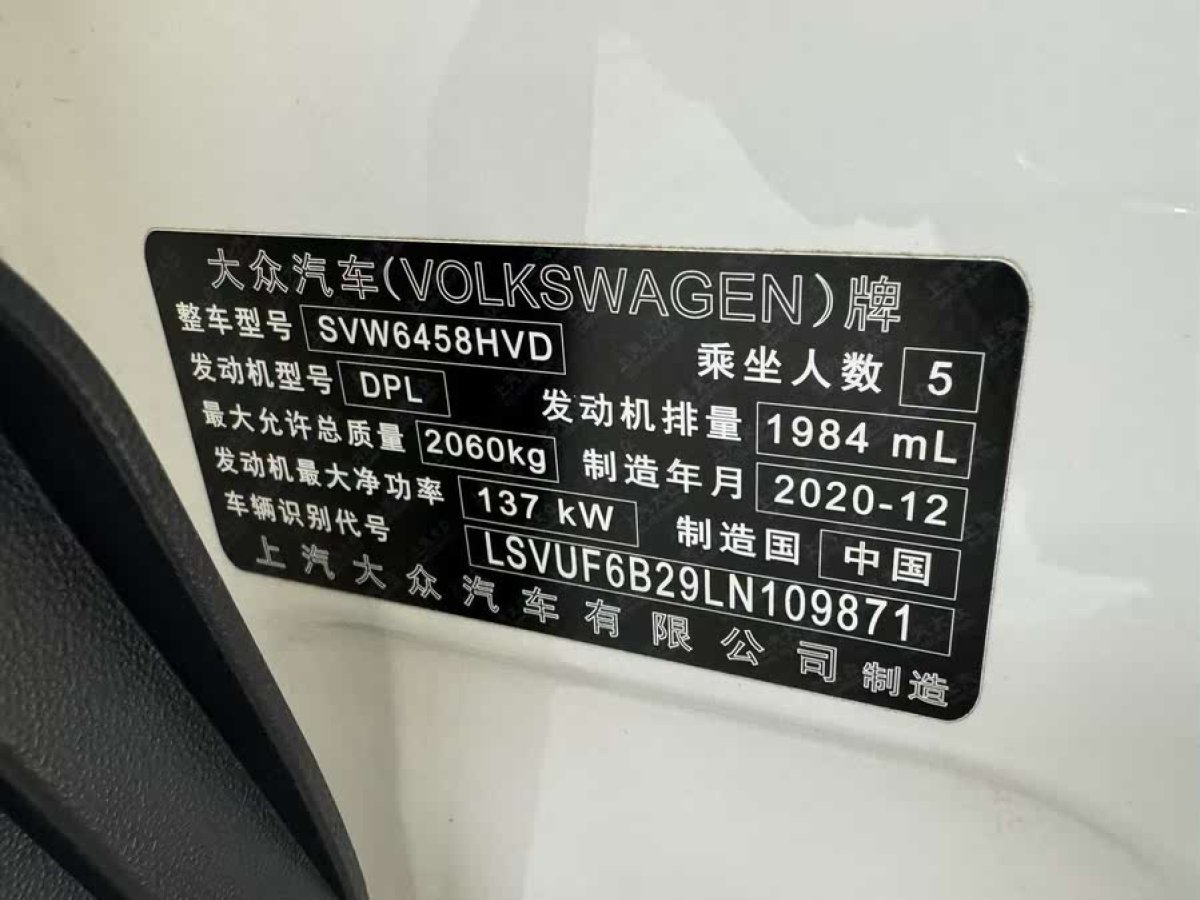 大众汽车(VOLKSWAGEN)牌
整车型号 SVW6458HVD 乘坐人数 5
发动机型号 DPL 发动机排量 1984 mL
最大允许总质量 2060kg 制造年月 2020-12
发动机最大净功率 137 kW 制造国 中国
车辆识别代号 LSVUF6B29LN109871
上汽大众汽车有限公司制造